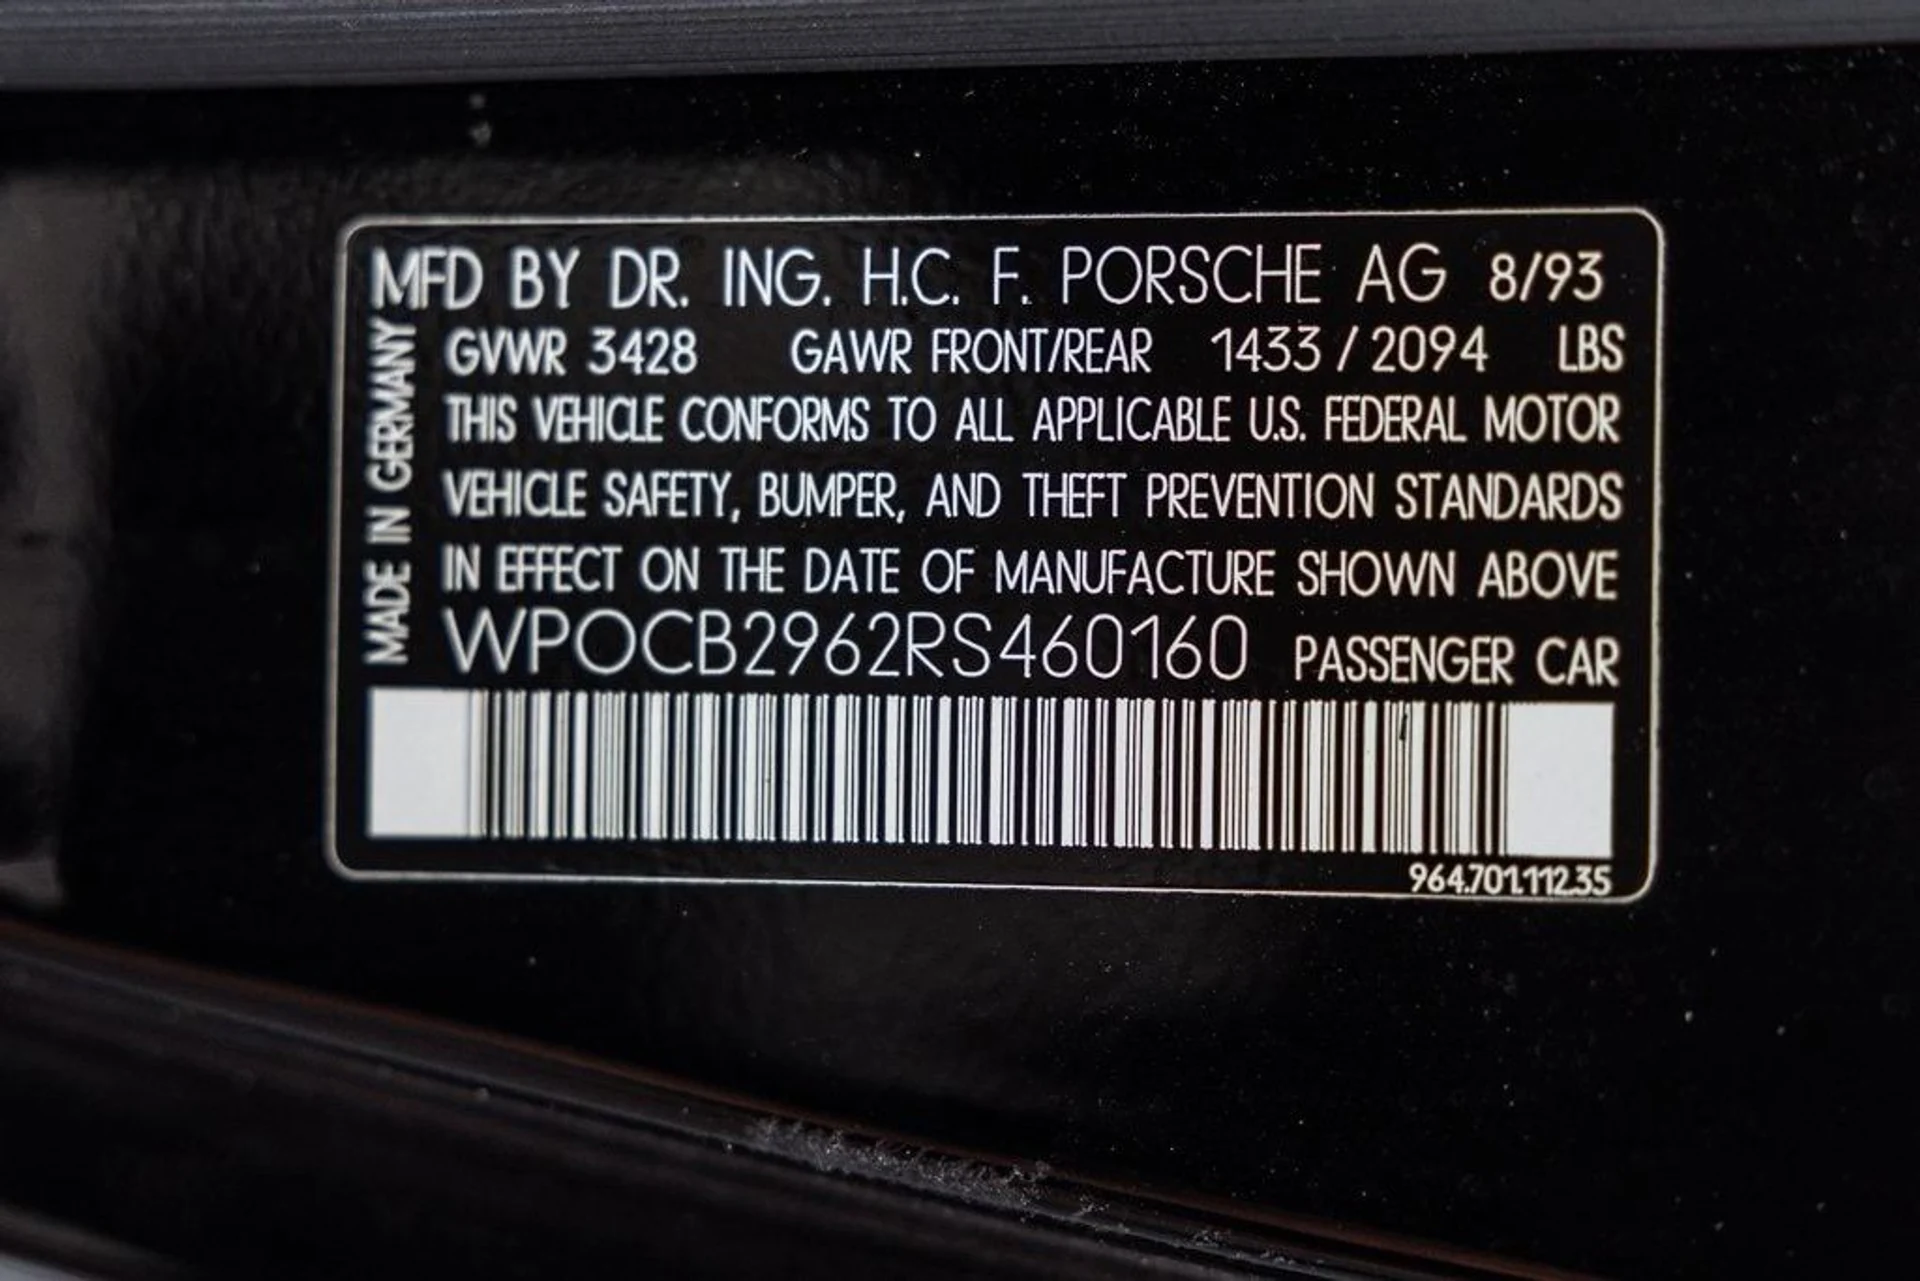 MFD BY DR. ING. H.C. F. PORSCHE AG 8/93
MADE IN GERMANY
GVWR 3428 GAWR FRONT/REAR 1433 / 2094 LBS
THIS VEHICLE CONFORMS TO ALL APPLICABLE U.S. FEDERAL MOTOR
VEHICLE SAFETY, BUMPER, AND THEFT PREVENTION STANDARDS
IN EFFECT ON THE DATE OF MANUFACTURE SHOWN ABOVE
WP0CB2962RS460160 PASSENGER CAR
964.701.112.35